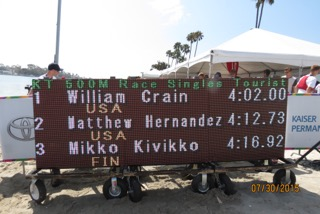 KT 500M Race Singles Tourist
1 William Crain 4:02.00
USA
2 Matthew Hernandez 4:12.73
USA
3 Mikko Kivikko 4:16.92
FIN
KAISER
PERMAN
07/30/2015